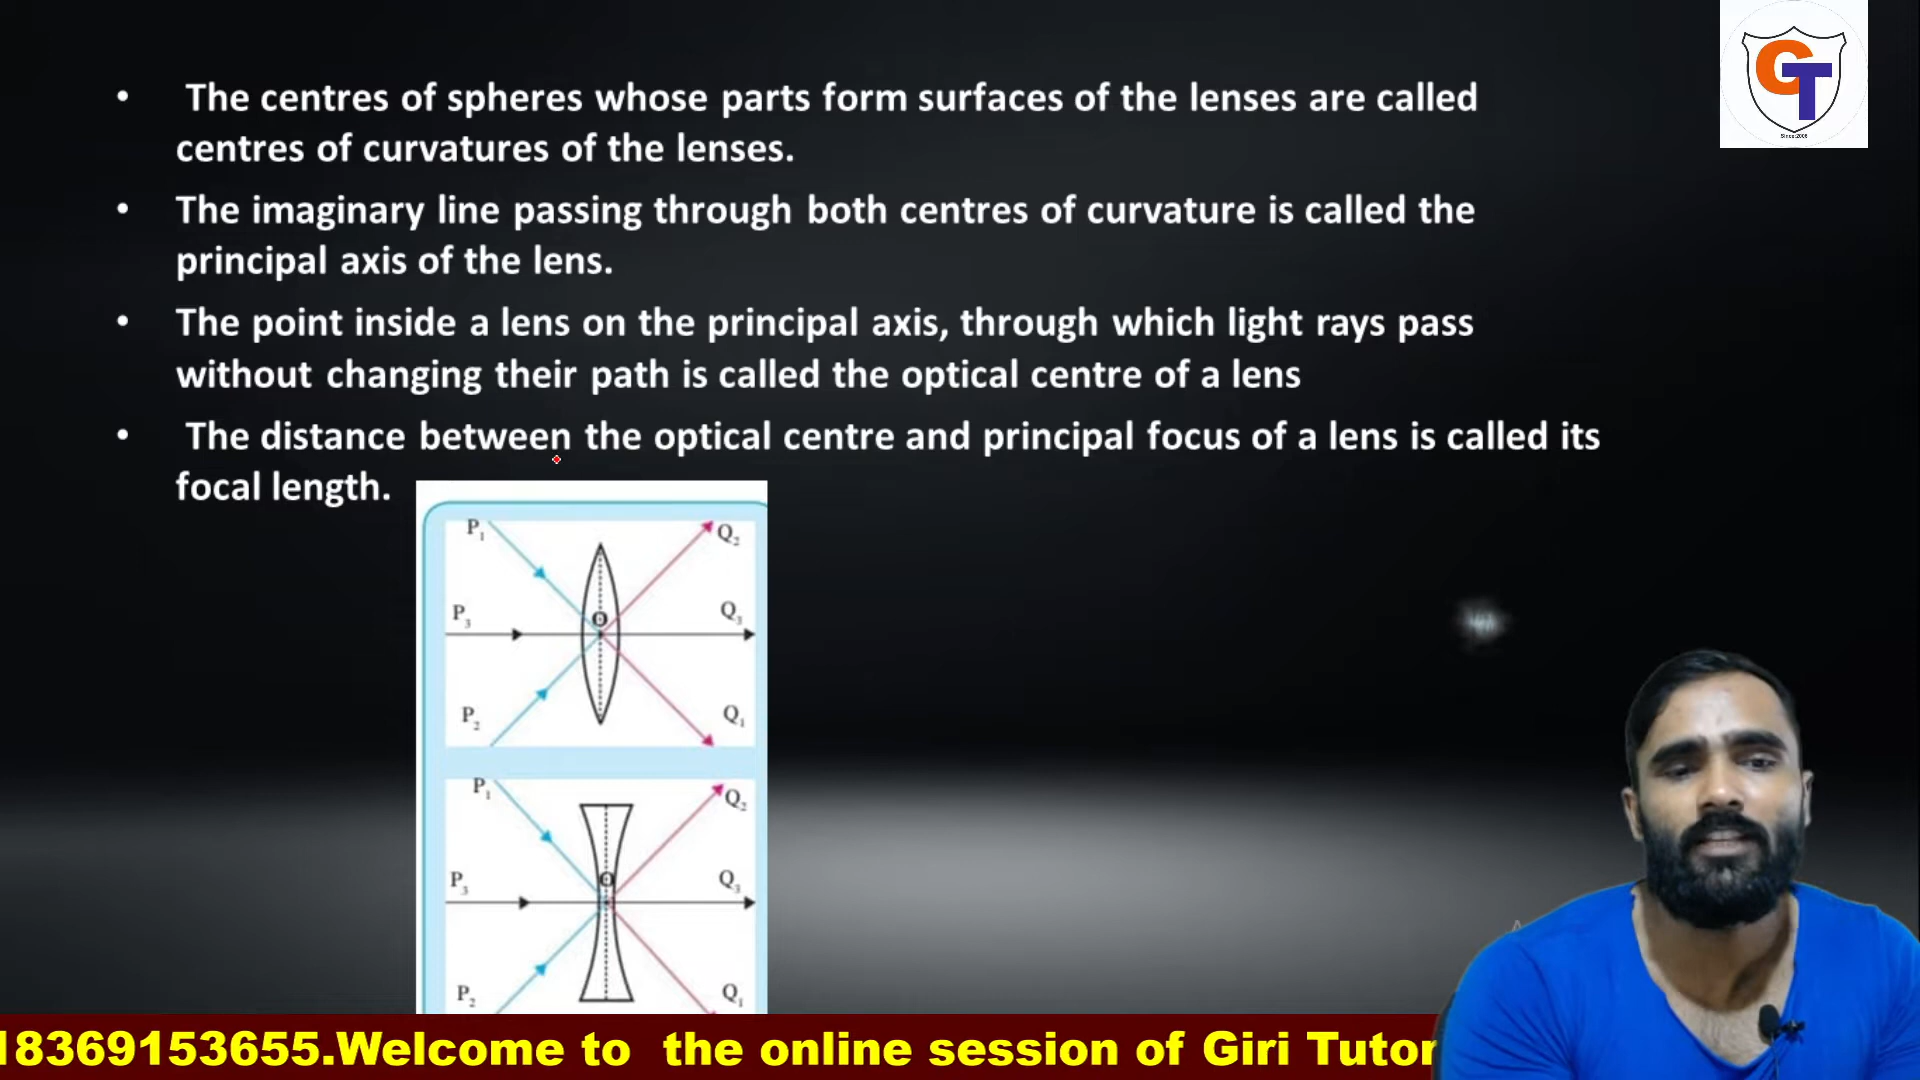 GT
Since:2006
• The centres of spheres whose parts form surfaces of the lenses are called
centres of curvatures of the lenses.
• The imaginary line passing through both centres of curvature is called the
principal axis of the lens.
• The point inside a lens on the principal axis, through which light rays pass
without changing their path is called the optical centre of a lens
• The distance between the optical centre and principal focus of a lens is called its
focal length.
P₁ Q₂
O
P₃ Q₃
P₂ Q₁
P₁ Q₂
O
P₃ Q₃
P₂ Q₁
18369153655.Welcome to the online session of Giri Tutor